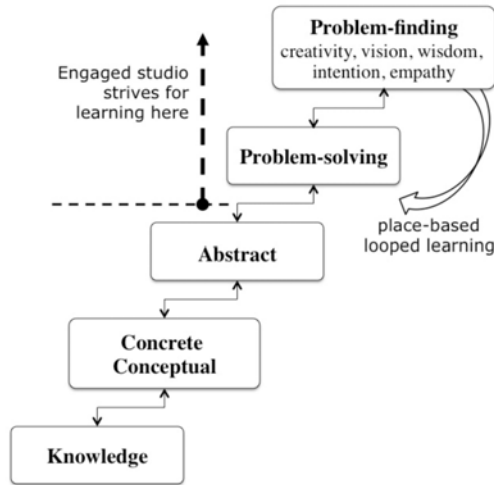 Problem-finding
creativity, vision, wisdom,
intention, empathy
Engaged studio
strives for
learning here
Problem-solving
place-based
looped learning
Abstract
Concrete
Conceptual
Knowledge